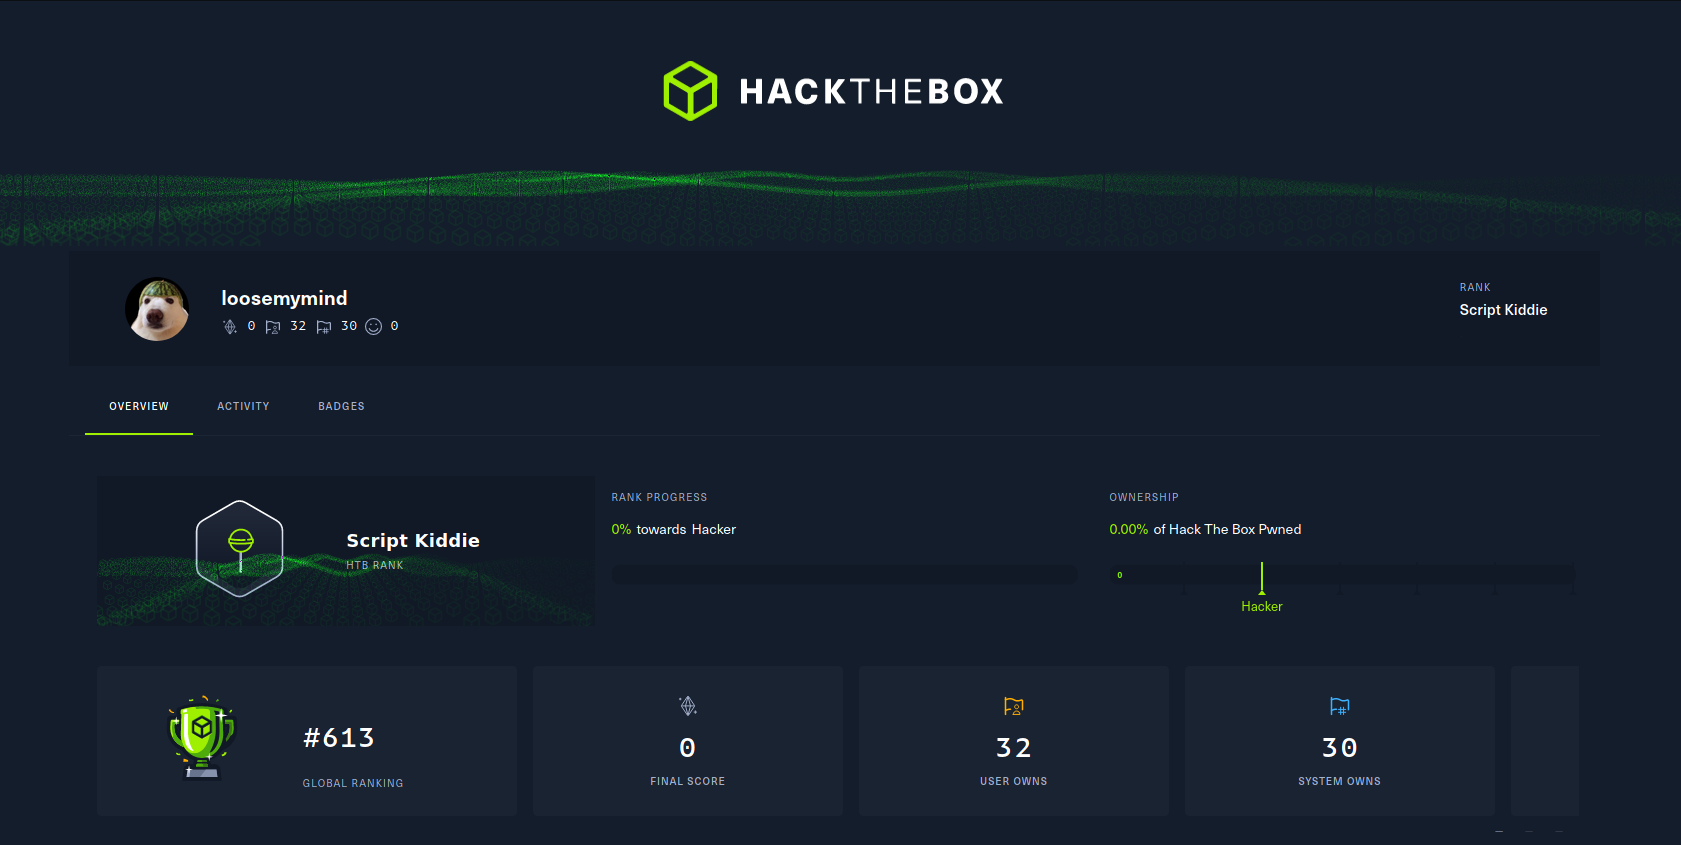 HACKTHEBOX
loosemymind
0 32 30 0
RANK
Script Kiddie
OVERVIEW ACTIVITY BADGES
Script Kiddie
HTB RANK
RANK PROGRESS
0% towards Hacker
OWNERSHIP
0.00% of Hack The Box Pwned
0
Hacker
#613
GLOBAL RANKING
0
FINAL SCORE
32
USER OWNS
30
SYSTEM OWNS